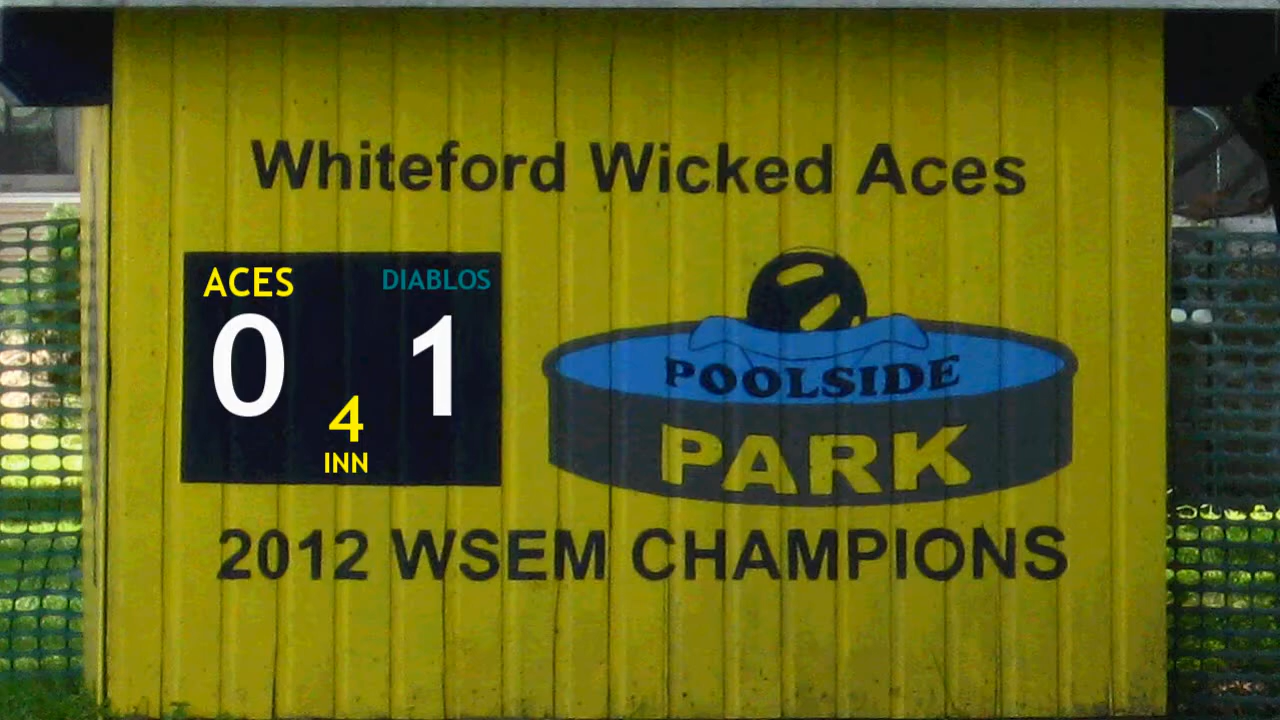 Whiteford Wicked Aces
ACES DIABLOS
0 1
4
INN
POOLSIDE
PARK
2012 WSEM CHAMPIONS